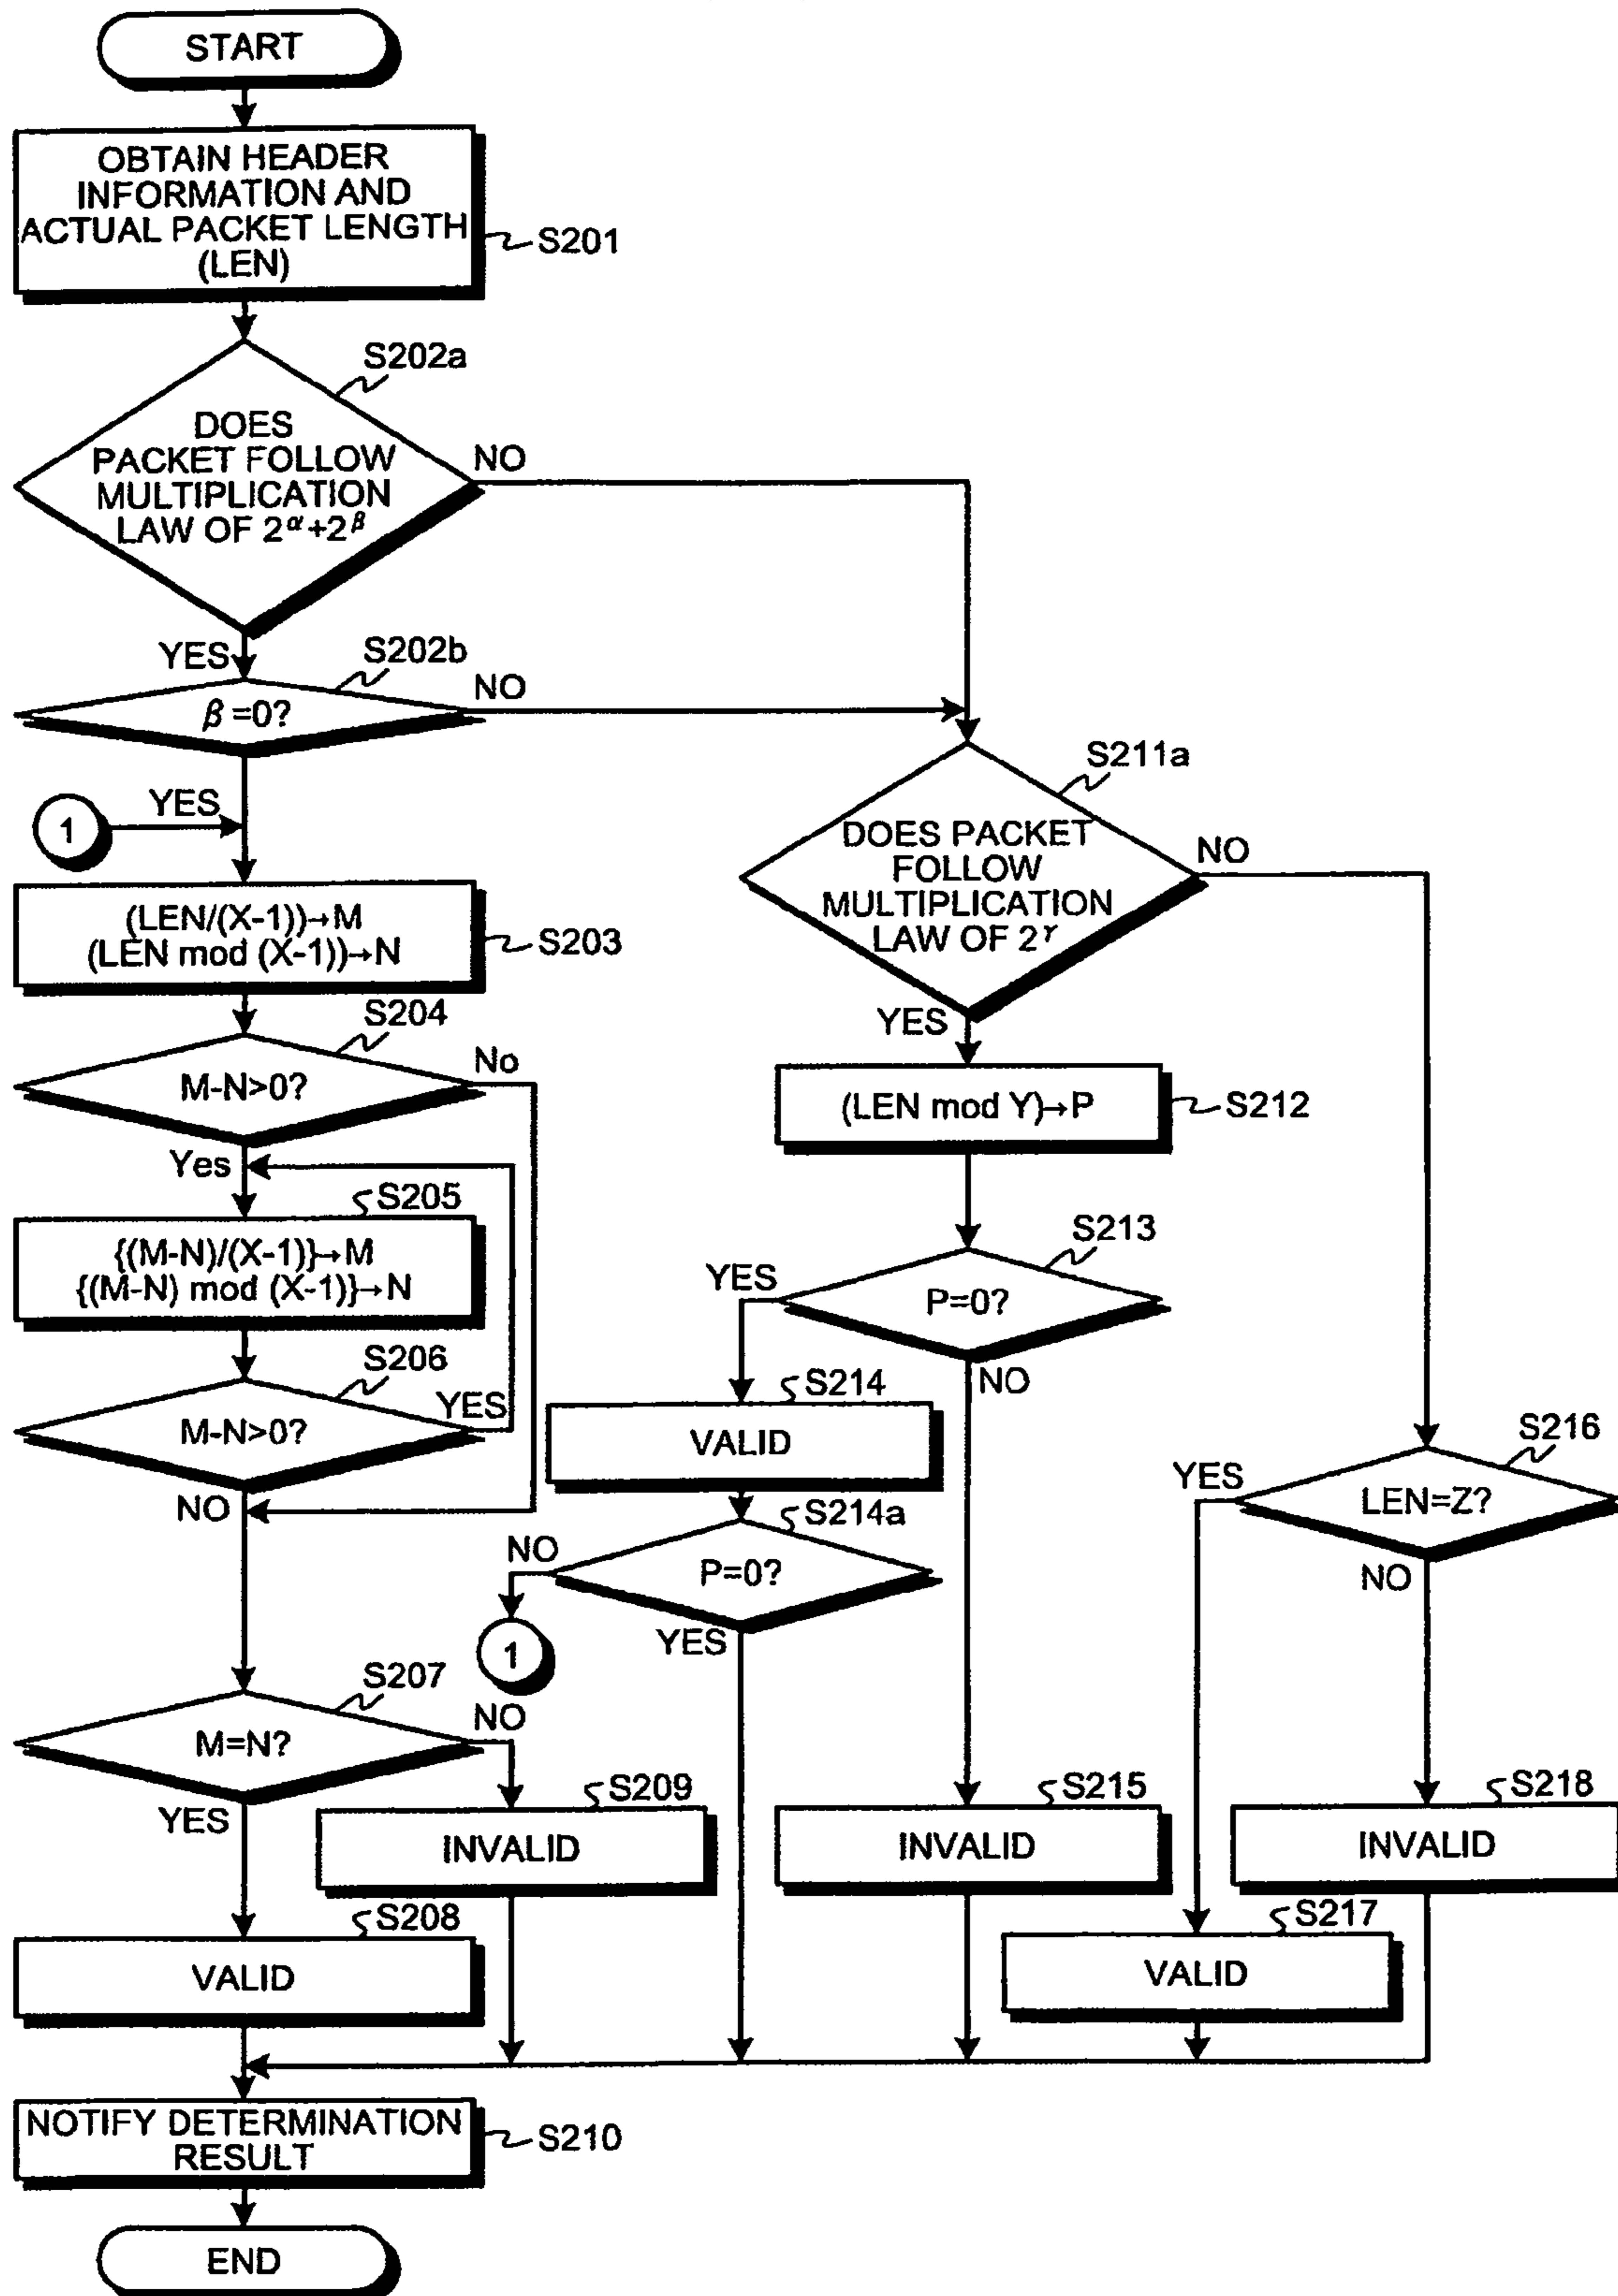 START
OBTAIN HEADER
INFORMATION AND
ACTUAL PACKET LENGTH
(LEN)
S201
S202a
DOES
PACKET FOLLOW
MULTIPLICATION
LAW OF 2^α+2^β
NO
YES
S202b
β=0?
NO
YES
1
(LEN/(X-1))→M
(LEN mod (X-1))→N
S203
S204
M-N>0?
No
Yes
S205
{(M-N)/(X-1)}→M
{(M-N) mod (X-1)}→N
S206
M-N>0?
YES
NO
S207
M=N?
NO
YES
S209
INVALID
S208
VALID
S211a
DOES PACKET
FOLLOW
MULTIPLICATION
LAW OF 2^γ
NO
YES
(LEN mod Y)→P
S212
S213
P=0?
YES
NO
S214
VALID
S214a
P=0?
NO
YES
1
S215
INVALID
S216
LEN=Z?
YES
NO
S218
INVALID
S217
VALID
NOTIFY DETERMINATION
RESULT
S210
END